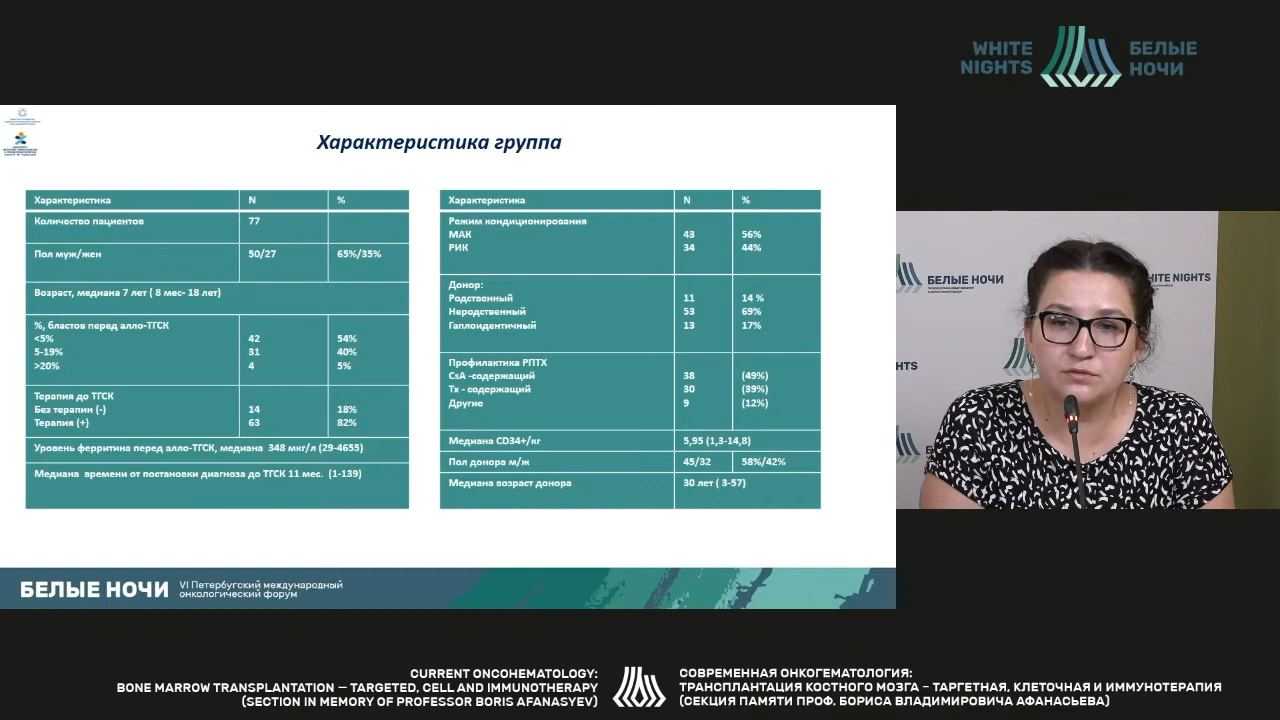 WHITE
NIGHTS
БЕЛЫЕ
НОЧИ
Характеристика группа
Характеристика N %
Количество пациентов 77
Пол муж/жен 50/27 65%/35%
Возраст, медиана 7 лет ( 8 мес- 18 лет)
%, бластов перед алло-ТГСК
<5% 42 54%
5-19% 31 40%
>20% 4 5%
Терапия до ТГСК
Без терапии (-) 14 18%
Терапия (+) 63 82%
Уровень ферритина перед алло-ТГСК, медиана 348 мкг/л (29-4655)
Медиана времени от постановки диагноза до ТГСК 11 мес. (1-139)
Характеристика N %
Режим кондиционирования
МАК 43 56%
РИК 34 44%
Донор:
Родственный 11 14 %
Неродственный 53 69%
Гаплоидентичный 13 17%
Профилактика РПТХ
CsA -содержащий 38 (49%)
Tx - содержащий 30 (39%)
Другие 9 (12%)
Медиана CD34+/кг 5,95 (1,3-14,8)
Пол донора м/ж 45/32 58%/42%
Медиана возраст донора 30 лет ( 3-57)
БЕЛЫЕ НОЧИ
VI Петербугский международный
онкологический форум
БЕЛЫЕ НОЧИ
WHITE NIGHTS
HTS
CURRENT ONCOHEMATOLOGY:
BONE MARROW TRANSPLANTATION — TARGETED, CELL AND IMMUNOTHERAPY
(SECTION IN MEMORY OF PROFESSOR BORIS AFANASYEV)
СОВРЕМЕННАЯ ОНКОГЕМАТОЛОГИЯ:
ТРАНСПЛАНТАЦИЯ КОСТНОГО МОЗГА – ТАРГЕТНАЯ, КЛЕТОЧНАЯ И ИММУНОТЕРАПИЯ
(СЕКЦИЯ ПАМЯТИ ПРОФ. БОРИСА ВЛАДИМИРОВИЧА АФАНАСЬЕВА)